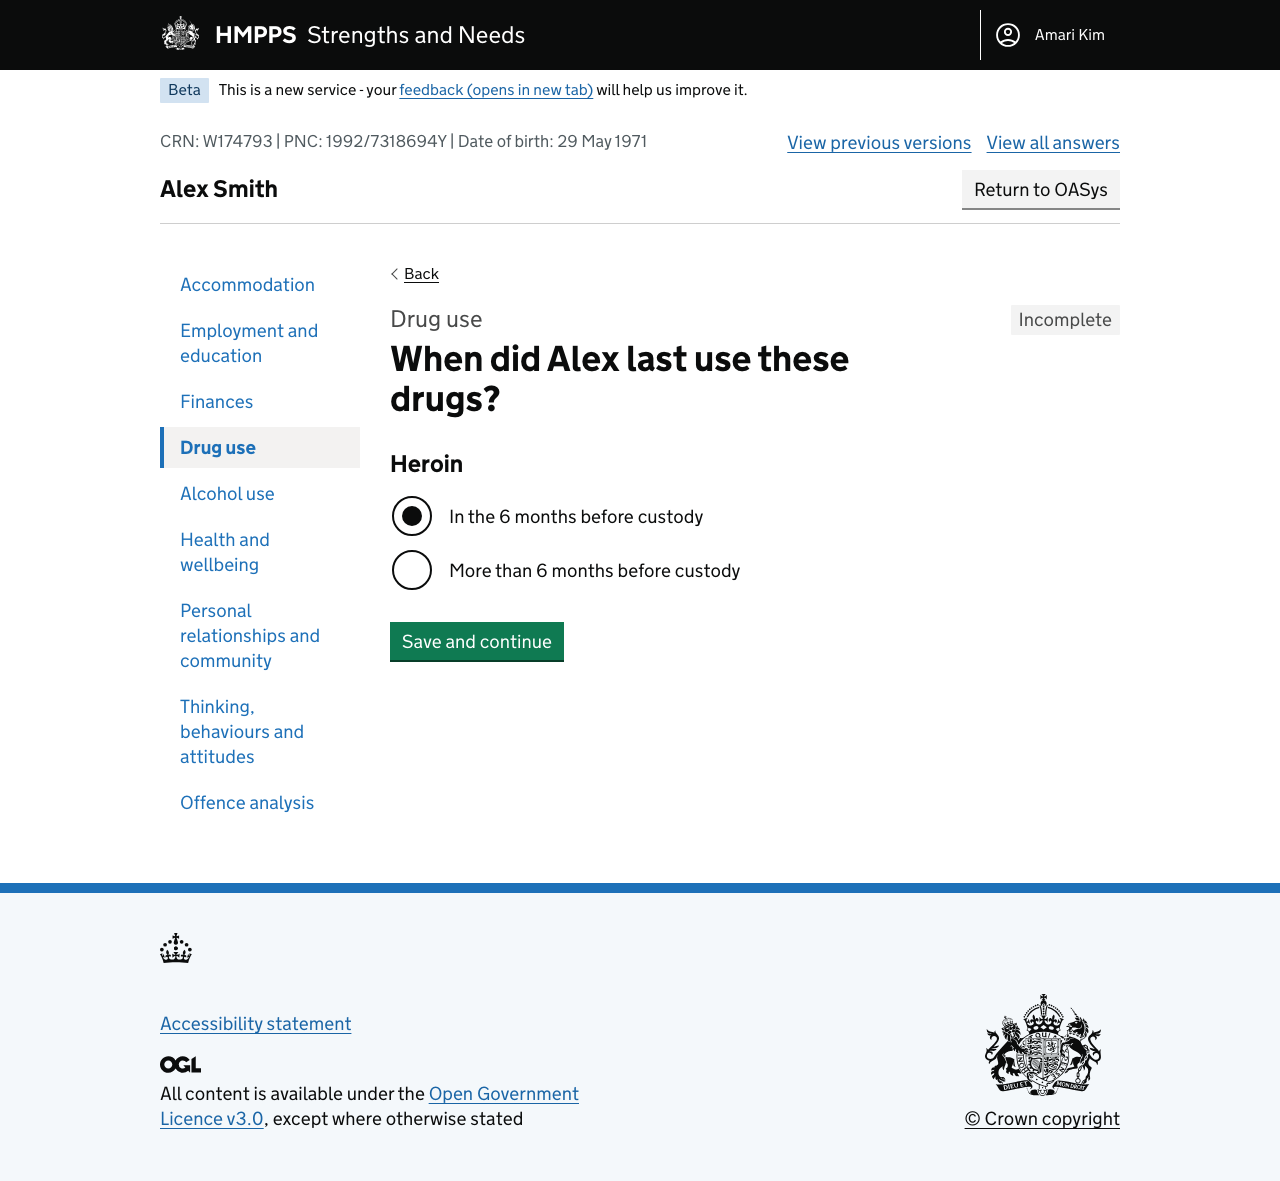 HMPPS Strengths and Needs
Amari Kim
Beta This is a new service - your feedback (opens in new tab) will help us improve it.
CRN: W174793 | PNC: 1992/7318694Y | Date of birth: 29 May 1971
View previous versions View all answers
Alex Smith
Return to OASys
Accommodation
Employment and
education
Finances
Drug use
Alcohol use
Health and
wellbeing
Personal
relationships and
community
Thinking,
behaviours and
attitudes
Offence analysis
Back
Drug use
Incomplete
When did Alex last use these
drugs?
Heroin
In the 6 months before custody
More than 6 months before custody
Save and continue
Accessibility statement
OGL
All content is available under the Open Government
Licence v3.0, except where otherwise stated
DIEU ET MON DROIT
© Crown copyright